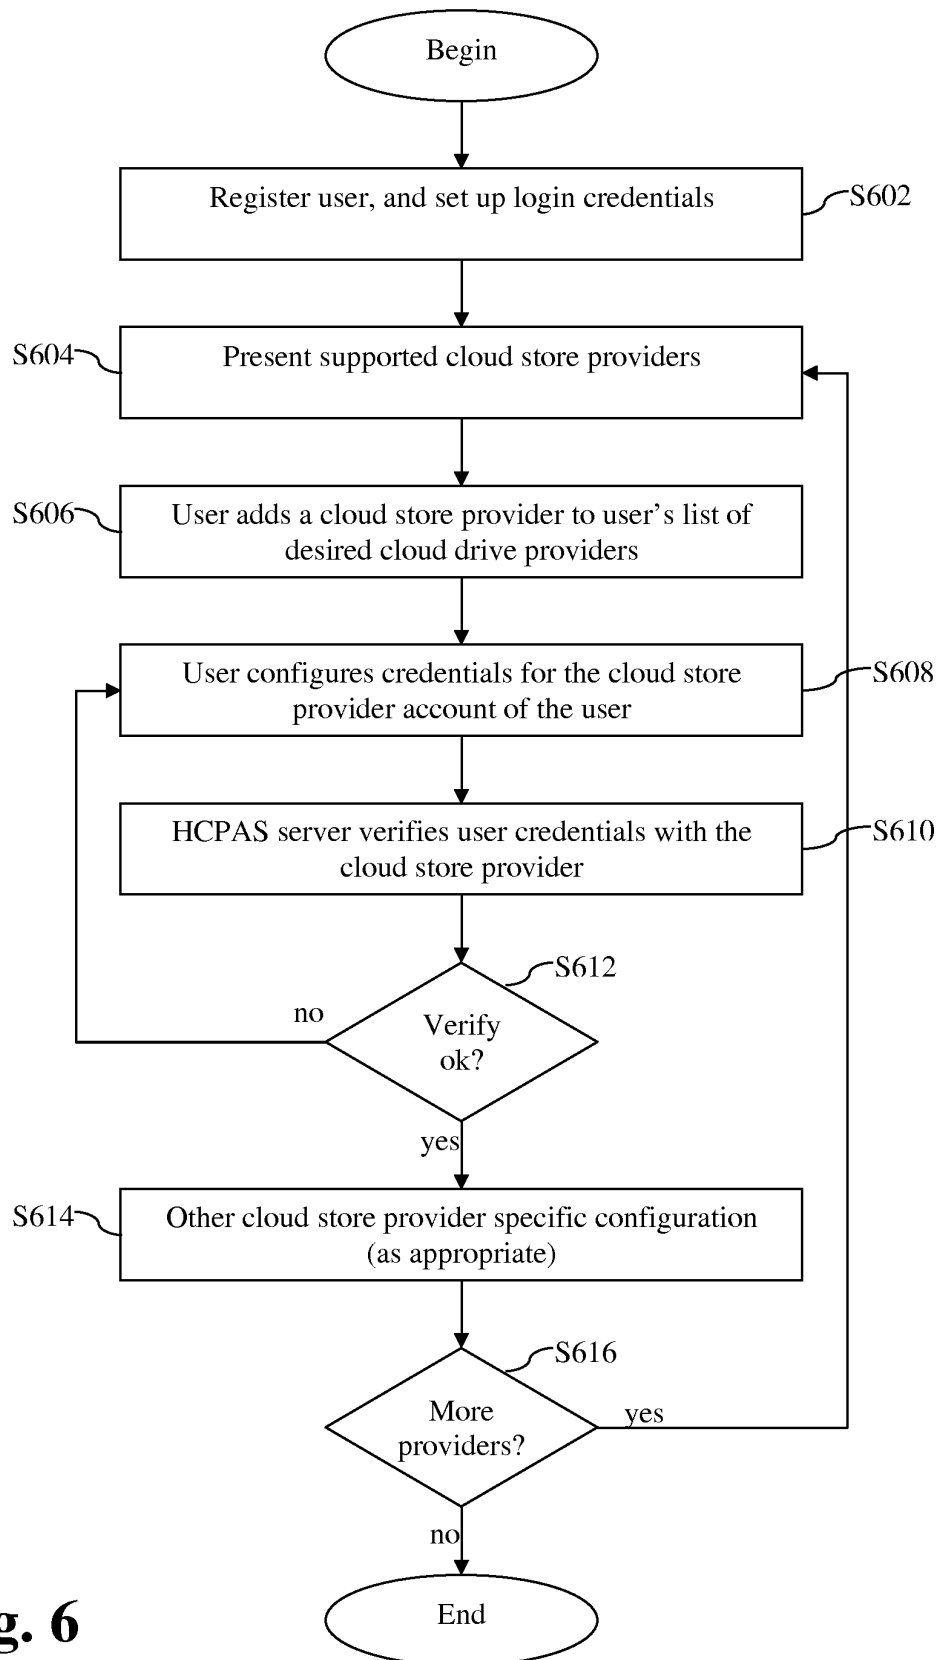 Begin
Register user, and set up login credentials
S602
S604
Present supported cloud store providers
S606
User adds a cloud store provider to user’s list of
desired cloud drive providers
User configures credentials for the cloud store
provider account of the user
S608
HCPAS server verifies user credentials with the
cloud store provider
S610
S612
no
Verify
ok?
yes
S614
Other cloud store provider specific configuration
(as appropriate)
S616
More
providers?
yes
no
End
g. 6